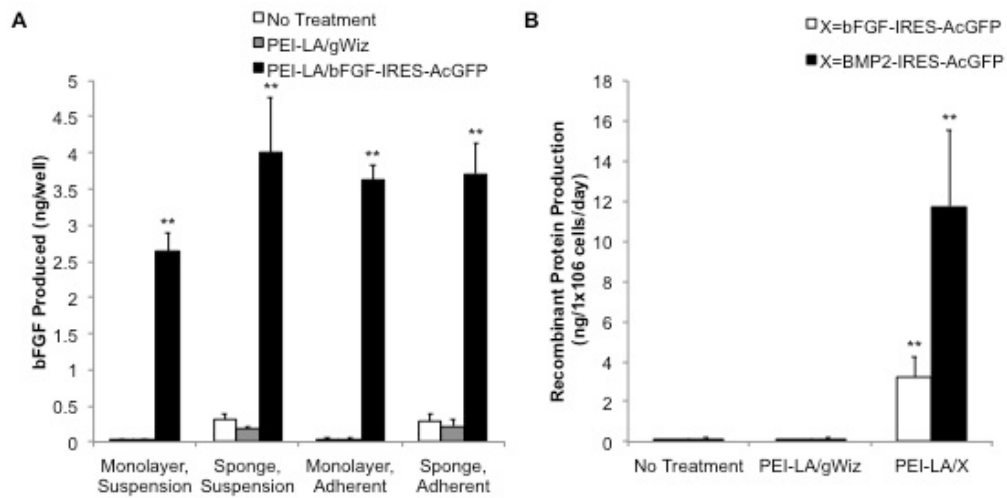 A
No Treatment
PEI-LA/gWiz
PEI-LA/bFGF-IRES-AcGFP
bFGF Produced (ng/well)
5
4.5
4
3.5
3
2.5
2
1.5
1
0.5
0
**
**
**
**
Monolayer, Suspension
Sponge, Suspension
Monolayer, Adherent
Sponge, Adherent
B
X=bFGF-IRES-AcGFP
X=BMP2-IRES-AcGFP
Recombinant Protein Production
(ng/1x106 cells/day)
18
16
14
12
10
8
6
4
2
0
**
**
No Treatment
PEI-LA/gWiz
PEI-LA/X